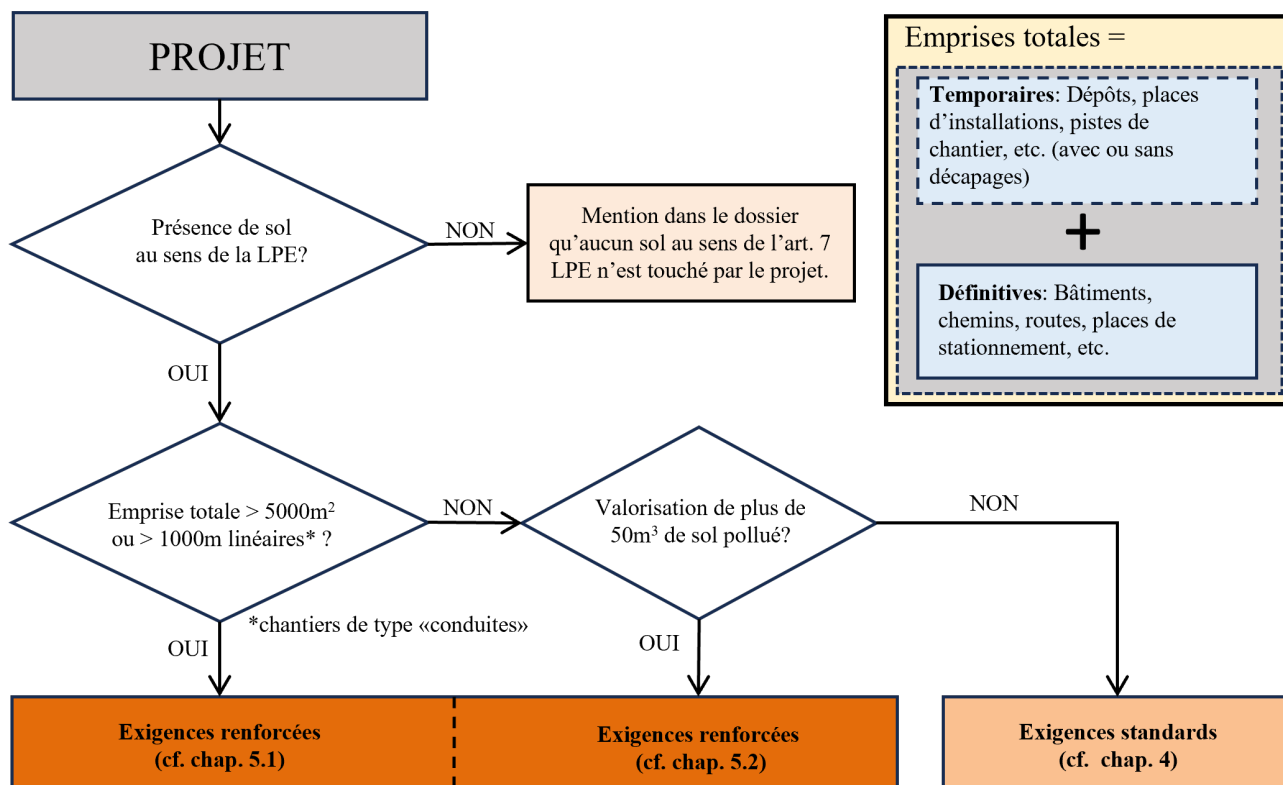 PROJET
Présence de sol
au sens de la LPE?
NON
Mention dans le dossier
qu’aucun sol au sens de l’art. 7
LPE n’est touché par le projet.
OUI
Emprises totales =
Temporaires: Dépôts, places
d’installations, pistes de
chantier, etc. (avec ou sans
décapages)
+
Définitives: Bâtiments,
chemins, routes, places de
stationnement, etc.
Emprise totale > 5000m²
ou > 1000m linéaires* ?
NON
Valorisation de plus de
50m³ de sol pollué?
NON
*chantiers de type «conduites»
OUI
OUI
Exigences renforcées
(cf. chap. 5.1)
Exigences renforcées
(cf. chap. 5.2)
Exigences standards
(cf. chap. 4)